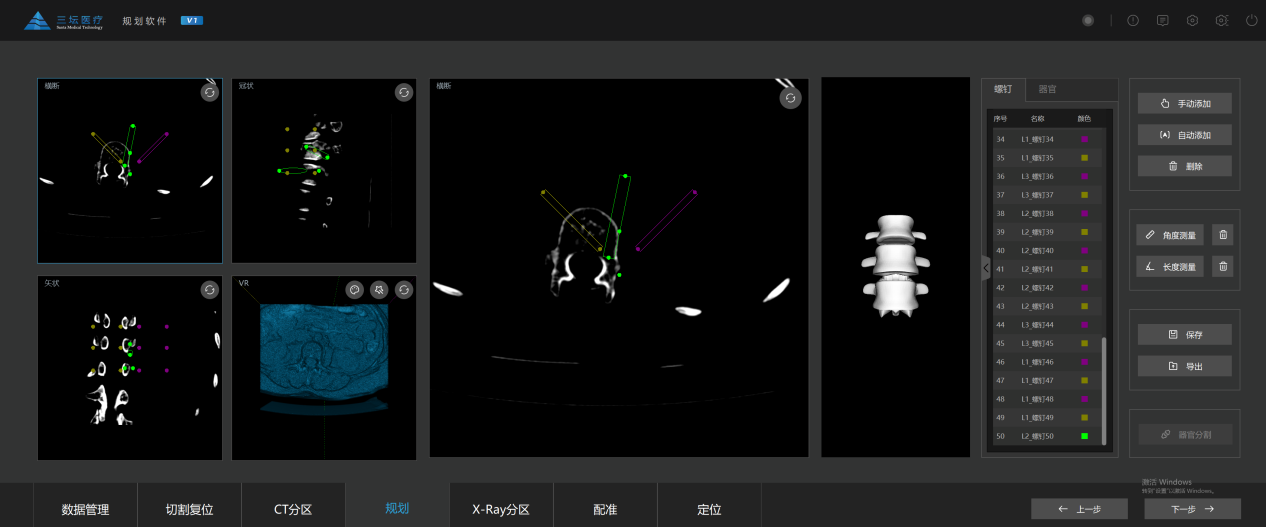 三坛医疗
Santa Medical Technology
规划软件
V1
横断
冠状
矢状
VR
横断
螺钉
器官
序号 名称 颜色
34 L1_螺钉34
35 L1_螺钉35
36 L3_螺钉36
37 L3_螺钉37
38 L2_螺钉38
39 L2_螺钉39
40 L2_螺钉40
41 L2_螺钉41
42 L2_螺钉42
43 L2_螺钉43
44 L3_螺钉44
45 L3_螺钉45
46 L1_螺钉46
47 L1_螺钉47
48 L1_螺钉48
49 L1_螺钉49
50 L2_螺钉50
手动添加
自动添加
删除
角度测量
长度测量
保存
导出
器官分割
激活 Windows
转到"设置"以激活 Windows。
数据管理
切割复位
CT分区
规划
X-Ray分区
配准
定位
上一步
下一步